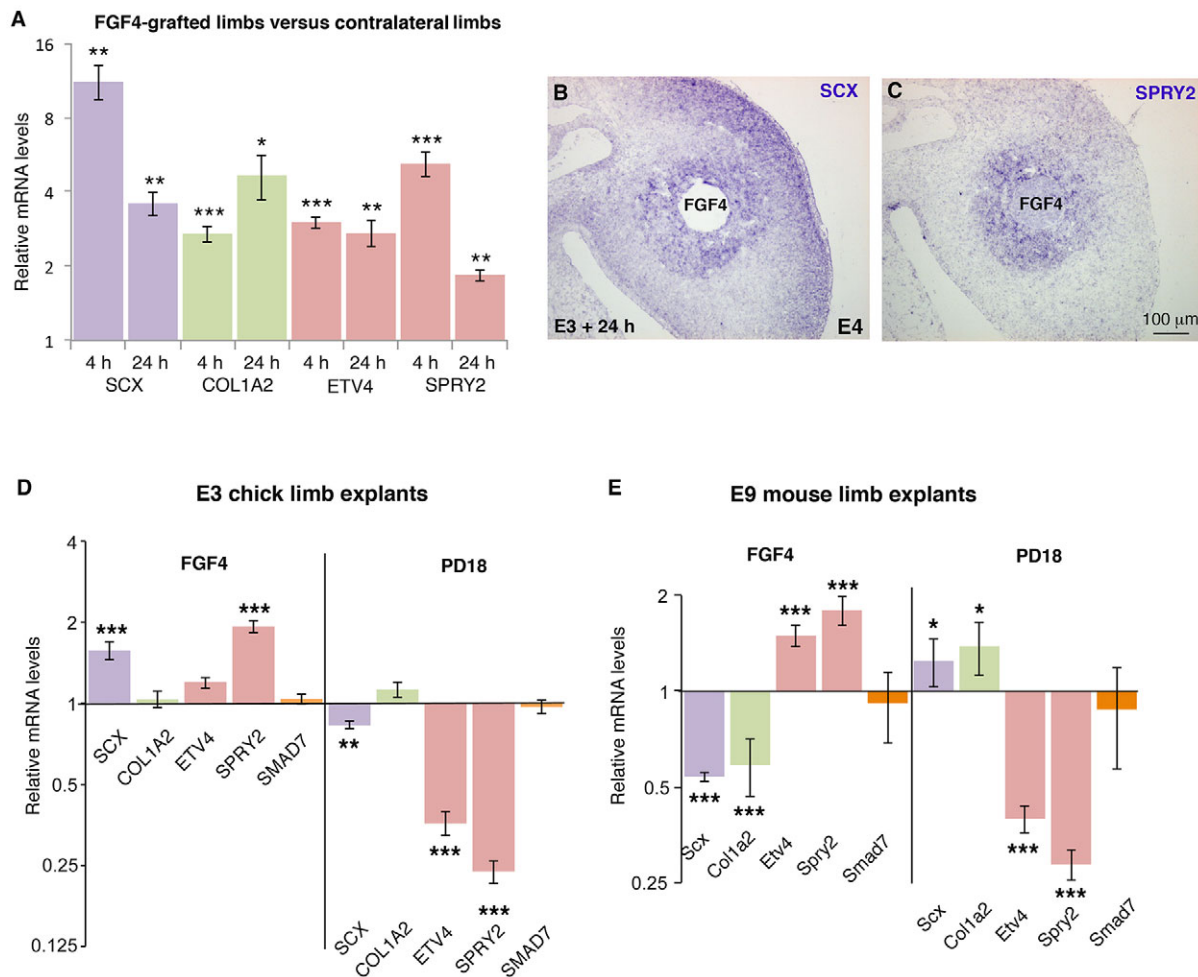 A
FGF4-grafted limbs versus contralateral limbs
Relative mRNA levels
16
8
4
2
1
** ** *** * *** ** *** **
4 h 24 h 4 h 24 h 4 h 24 h 4 h 24 h
SCX COL1A2 ETV4 SPRY2
B SCX
FGF4
E3 + 24 h E4
C SPRY2
FGF4
100 µm
D E3 chick limb explants
FGF4 PD18
Relative mRNA levels
4
2
1
0.5
0.25
0.125
*** ***
SCX COL1A2 ETV4 SPRY2 SMAD7
** *** ***
SCX COL1A2 ETV4 SPRY2 SMAD7
E E9 mouse limb explants
FGF4 PD18
Relative mRNA levels
2
1
0.5
0.25
*** *** *** ***
Scx Col1a2 Etv4 Spry2 Smad7
* * *** ***
Scx Col1a2 Etv4 Spry2 Smad7